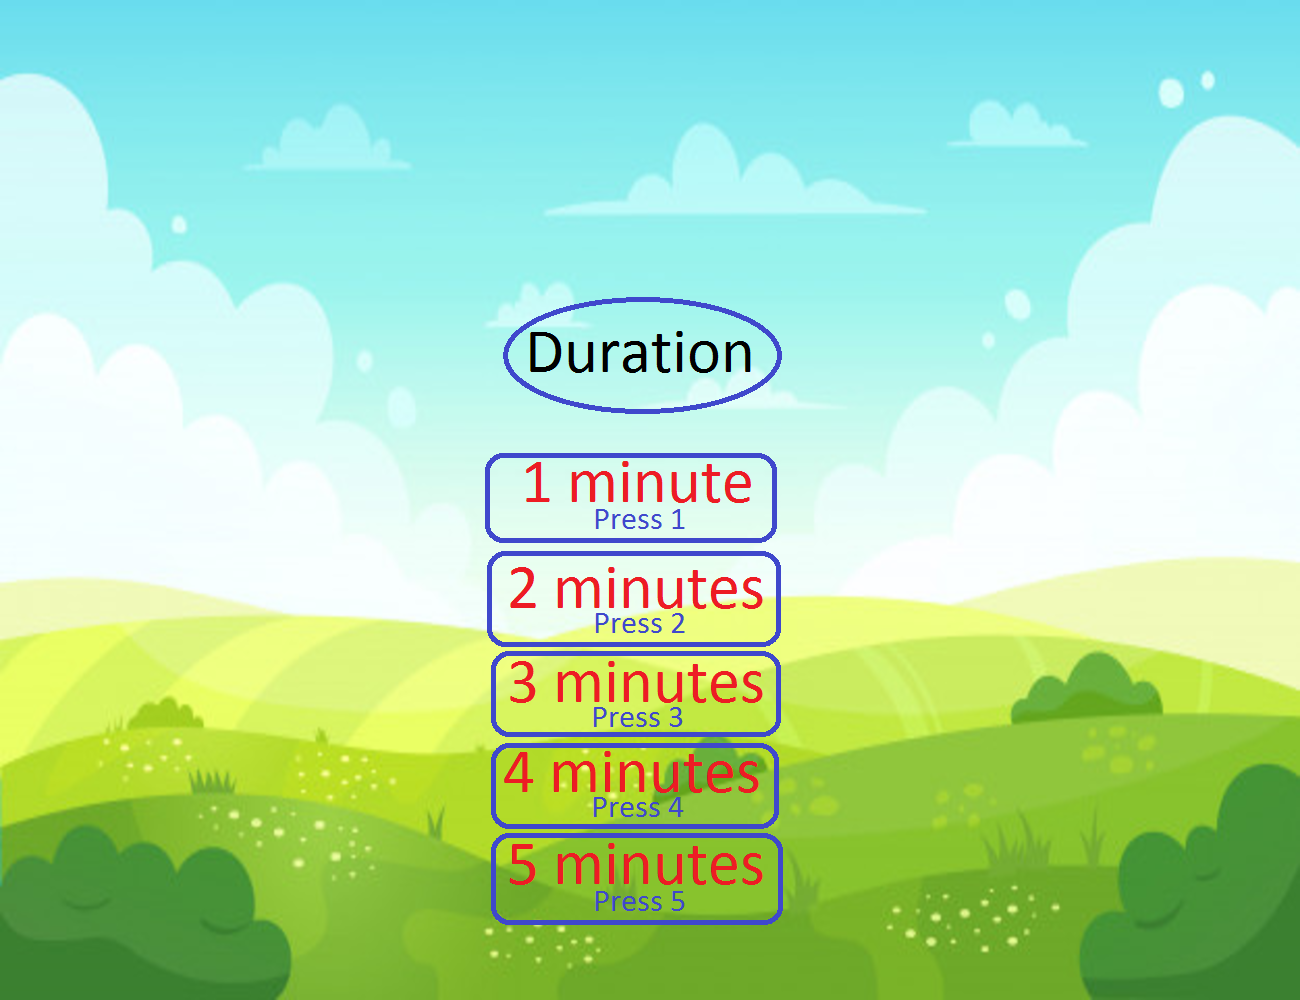 Duration
1 minute
Press 1
2 minutes
Press 2
3 minutes
Press 3
4 minutes
Press 4
5 minutes
Press 5